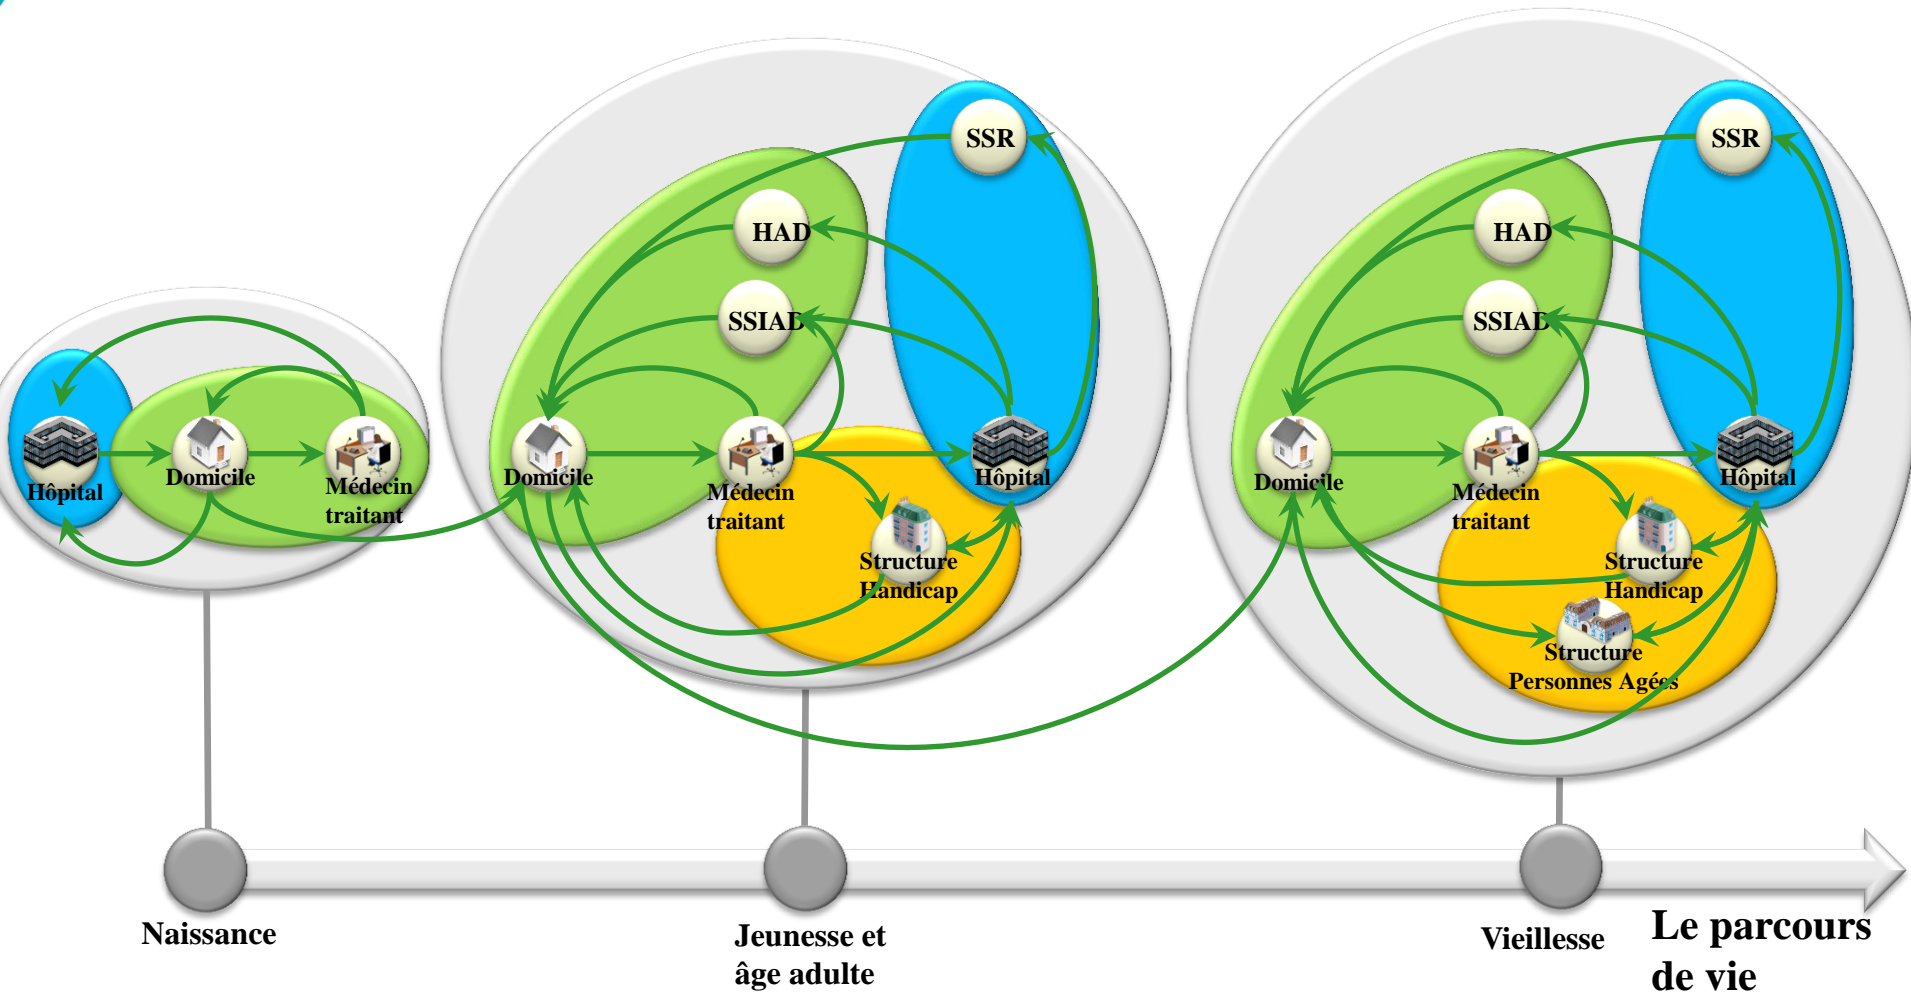 Hôpital
Domicile
Médecin
traitant
SSR
HAD
SSIAD
Domicile
Médecin
traitant
Hôpital
Structure
Handicap
SSR
HAD
SSIAD
Domicile
Médecin
traitant
Hôpital
Structure
Handicap
Structure
Personnes Agées
Naissance
Jeunesse et
âge adulte
Vieillesse
Le parcours
de vie